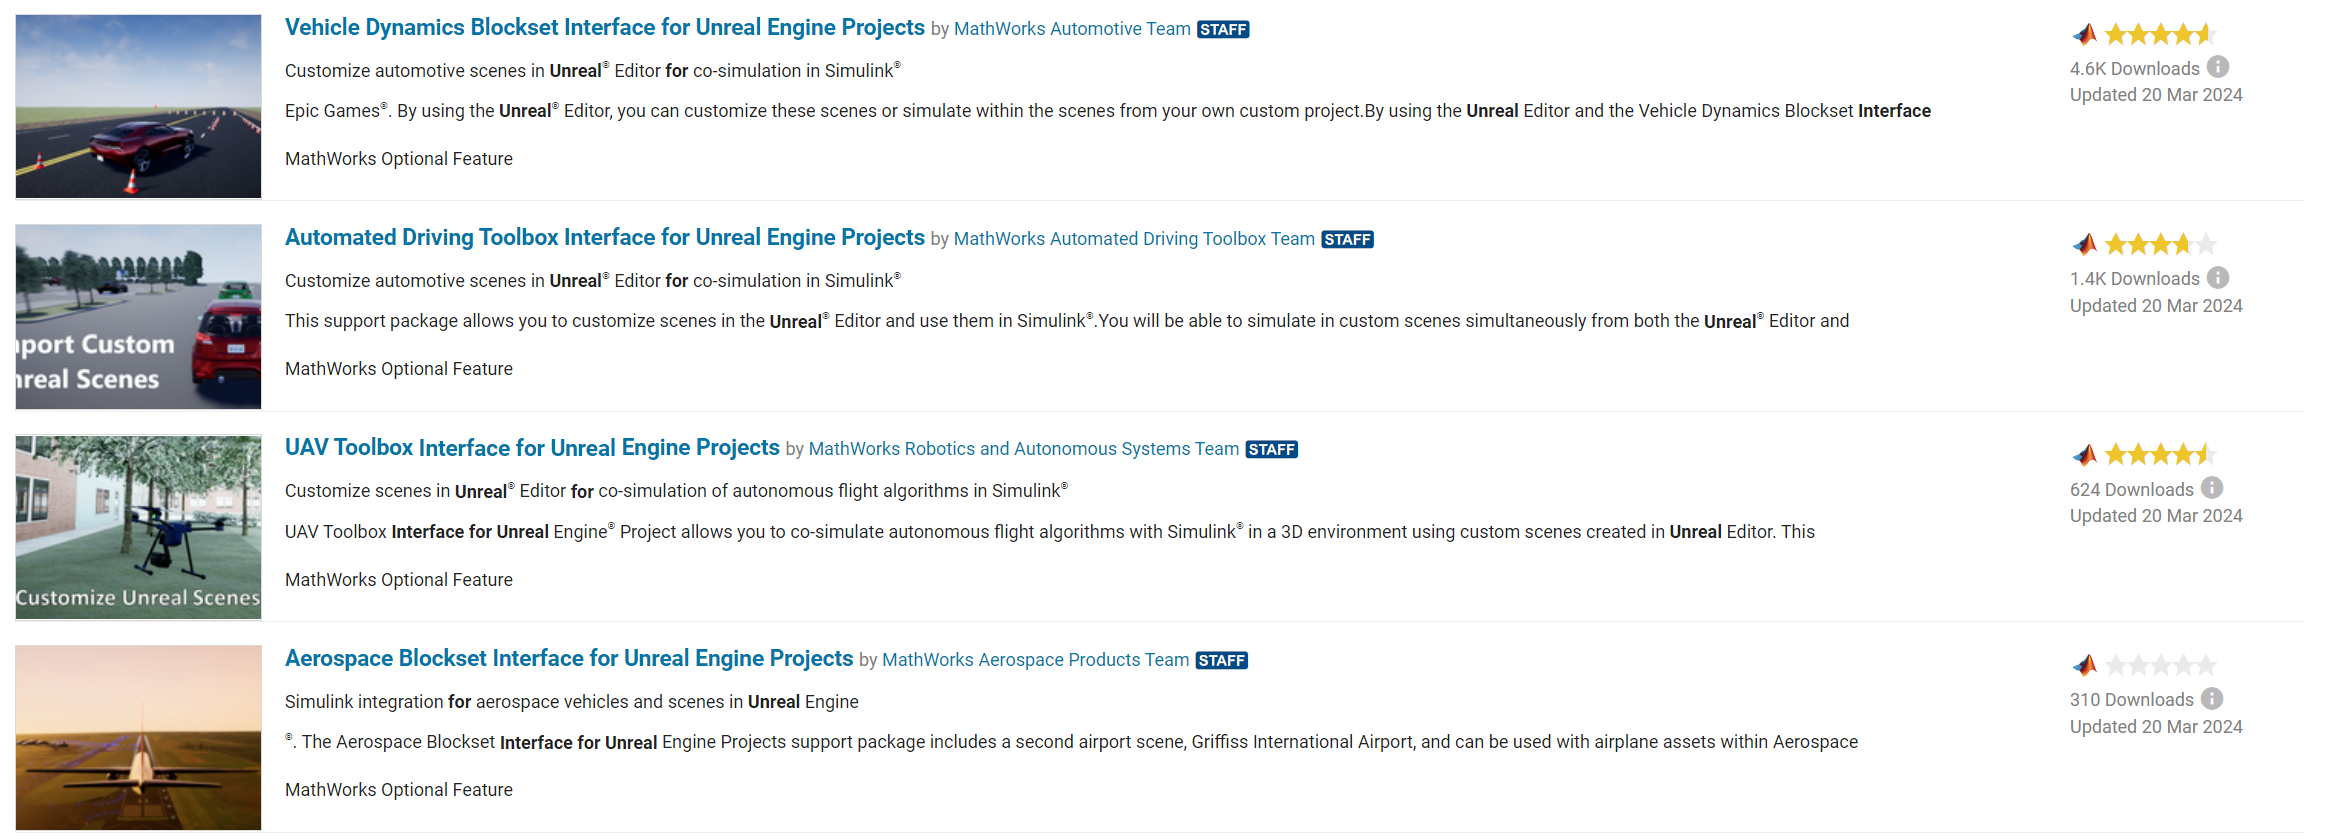 Vehicle Dynamics Blockset Interface for Unreal Engine Projects by MathWorks Automotive Team STAFF
4.6K Downloads
Updated 20 Mar 2024
Customize automotive scenes in Unreal® Editor for co-simulation in Simulink®
Epic Games®. By using the Unreal® Editor, you can customize these scenes or simulate within the scenes from your own custom project.By using the Unreal Editor and the Vehicle Dynamics Blockset Interface
MathWorks Optional Feature
Automated Driving Toolbox Interface for Unreal Engine Projects by MathWorks Automated Driving Toolbox Team STAFF
1.4K Downloads
Updated 20 Mar 2024
Customize automotive scenes in Unreal® Editor for co-simulation in Simulink®
This support package allows you to customize scenes in the Unreal® Editor and use them in Simulink®.You will be able to simulate in custom scenes simultaneously from both the Unreal® Editor and
MathWorks Optional Feature
port Custom
real Scenes
UAV Toolbox Interface for Unreal Engine Projects by MathWorks Robotics and Autonomous Systems Team STAFF
624 Downloads
Updated 20 Mar 2024
Customize scenes in Unreal® Editor for co-simulation of autonomous flight algorithms in Simulink®
UAV Toolbox Interface for Unreal Engine® Project allows you to co-simulate autonomous flight algorithms with Simulink® in a 3D environment using custom scenes created in Unreal Editor. This
MathWorks Optional Feature
Customize Unreal Scenes
Aerospace Blockset Interface for Unreal Engine Projects by MathWorks Aerospace Products Team STAFF
310 Downloads
Updated 20 Mar 2024
Simulink integration for aerospace vehicles and scenes in Unreal Engine
®. The Aerospace Blockset Interface for Unreal Engine Projects support package includes a second airport scene, Griffiss International Airport, and can be used with airplane assets within Aerospace
MathWorks Optional Feature